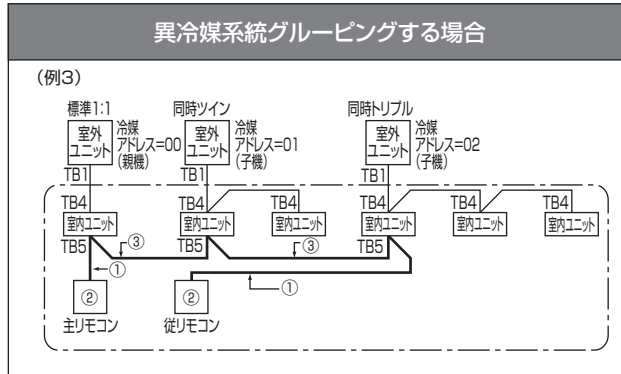 異冷媒系統グルーピングする場合
(例3)
標準1:1
同時ツイン
同時トリプル
室外
ユニット
冷媒
アドレス=00
(親機)
室外
ユニット
冷媒
アドレス=01
(子機)
室外
ユニット
冷媒
アドレス=02
(子機)
TB1
TB1
TB1
TB4
TB4
TB4
TB4
TB4
TB4
室内ユニット
室内ユニット
室内ユニット
室内ユニット
室内ユニット
室内ユニット
TB5
③
TB5
③
TB5
①
①
②
②
主リモコン
従リモコン